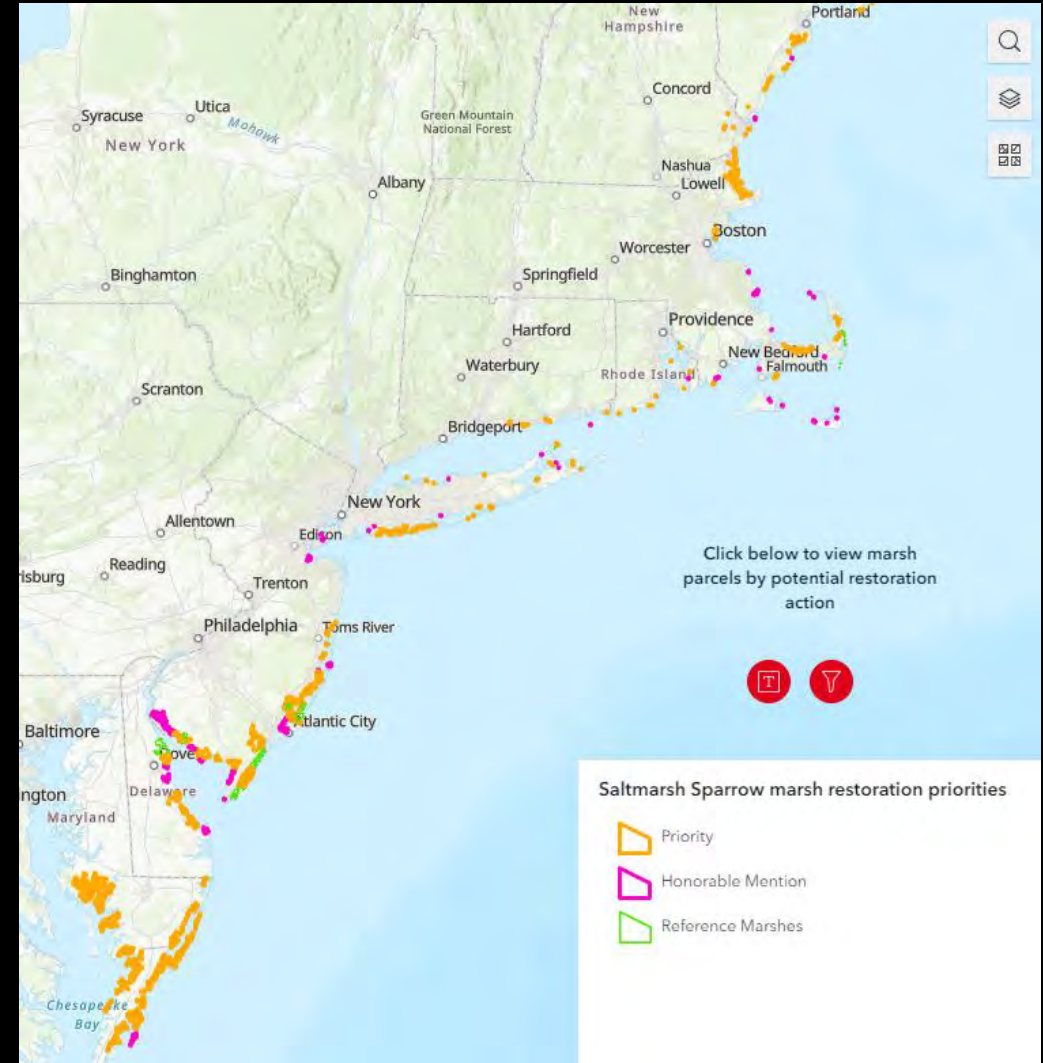 Portland
New
Hampshire
Concord
Syracuse
Utica
Mohawk
Green Mountain
National Forest
New York
Nashua
Lowell
Albany
Boston
Worcester
Binghamton
Springfield
Providence
Hartford
New Bedford
Waterbury
Falmouth
Rhode Island
Scranton
Bridgeport
New York
Allentown
Edison
Click below to view marsh
parcels by potential restoration
action
Reading
risburg
Trenton
Philadelphia
Toms River
T
Atlantic City
Baltimore
Dove
ngton
Delaware
Maryland
Saltmarsh Sparrow marsh restoration priorities
Priority
Honorable Mention
Reference Marshes
Chesapeake
Bay